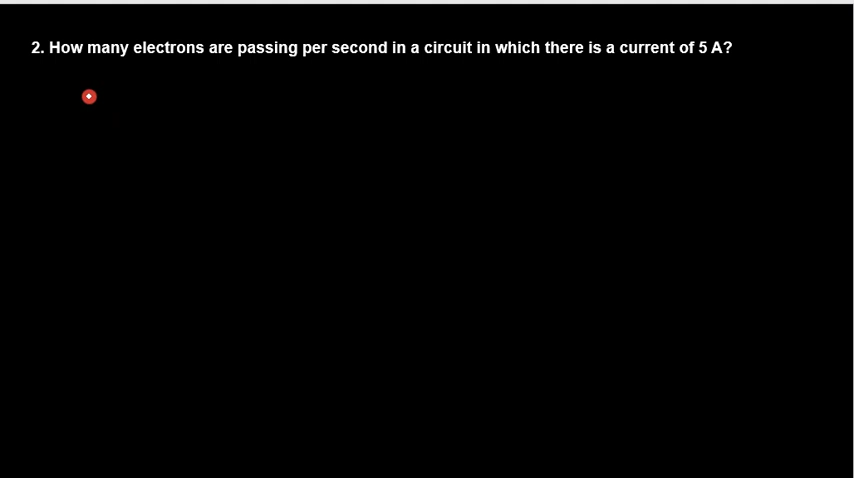 2. How many electrons are passing per second in a circuit in which there is a current of 5 A?